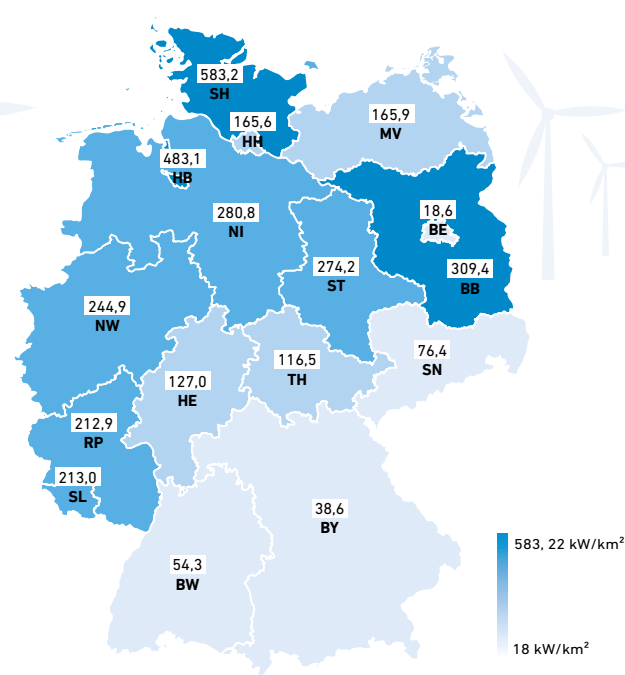 583,2
SH
165,6
HH
165,9
MV
483,1
HB
280,8
NI
18,6
BE
309,4
BB
274,2
ST
244,9
NW
76,4
SN
116,5
TH
127,0
HE
212,9
RP
213,0
SL
38,6
BY
54,3
BW
583, 22 kW/km²
18 kW/km²